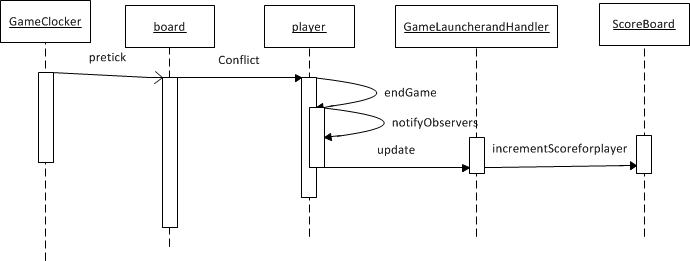 GameClocker
board
player
GameLauncherandHandler
ScoreBoard
pretick
Conflict
endGame
notifyObservers
update
incrementScoreforplayer